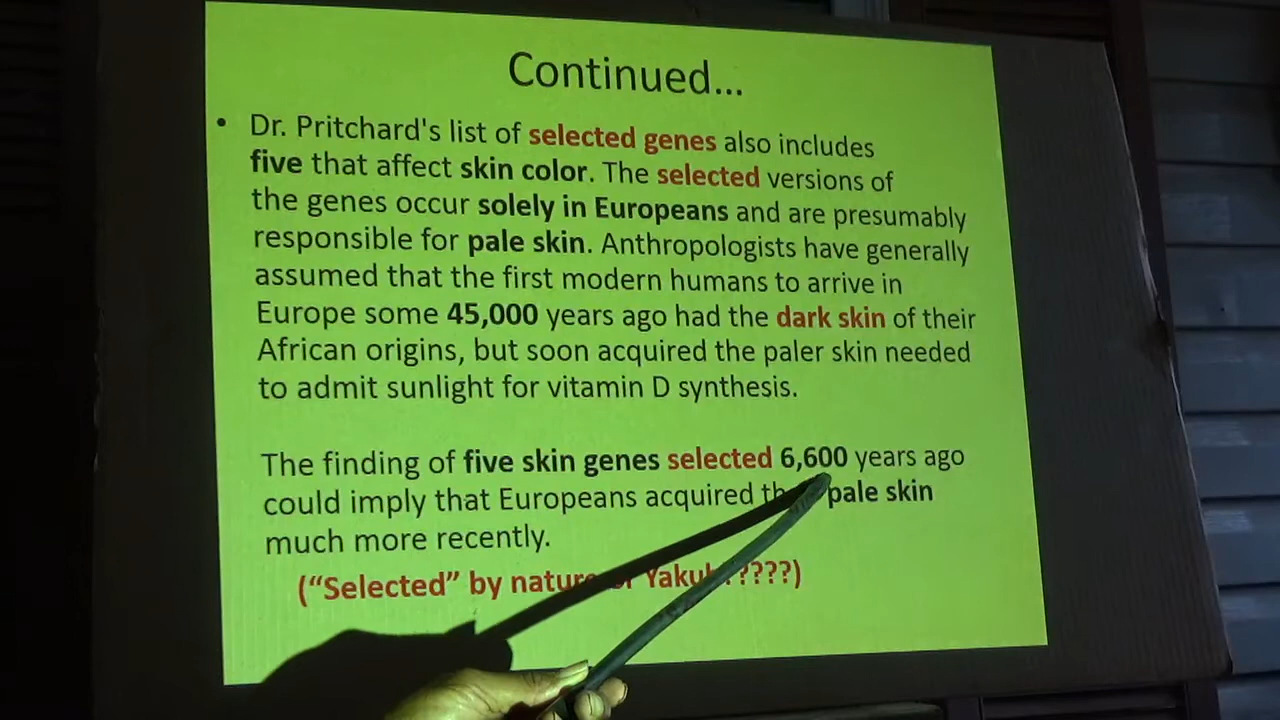 Continued...
• Dr. Pritchard's list of selected genes also includes
five that affect skin color. The selected versions of
the genes occur solely in Europeans and are presumably
responsible for pale skin. Anthropologists have generally
assumed that the first modern humans to arrive in
Europe some 45,000 years ago had the dark skin of their
African origins, but soon acquired the paler skin needed
to admit sunlight for vitamin D synthesis.
The finding of five skin genes selected 6,600 years ago
could imply that Europeans acquired pale skin
much more recently.
("Selected" by nature or Yakub ?????)